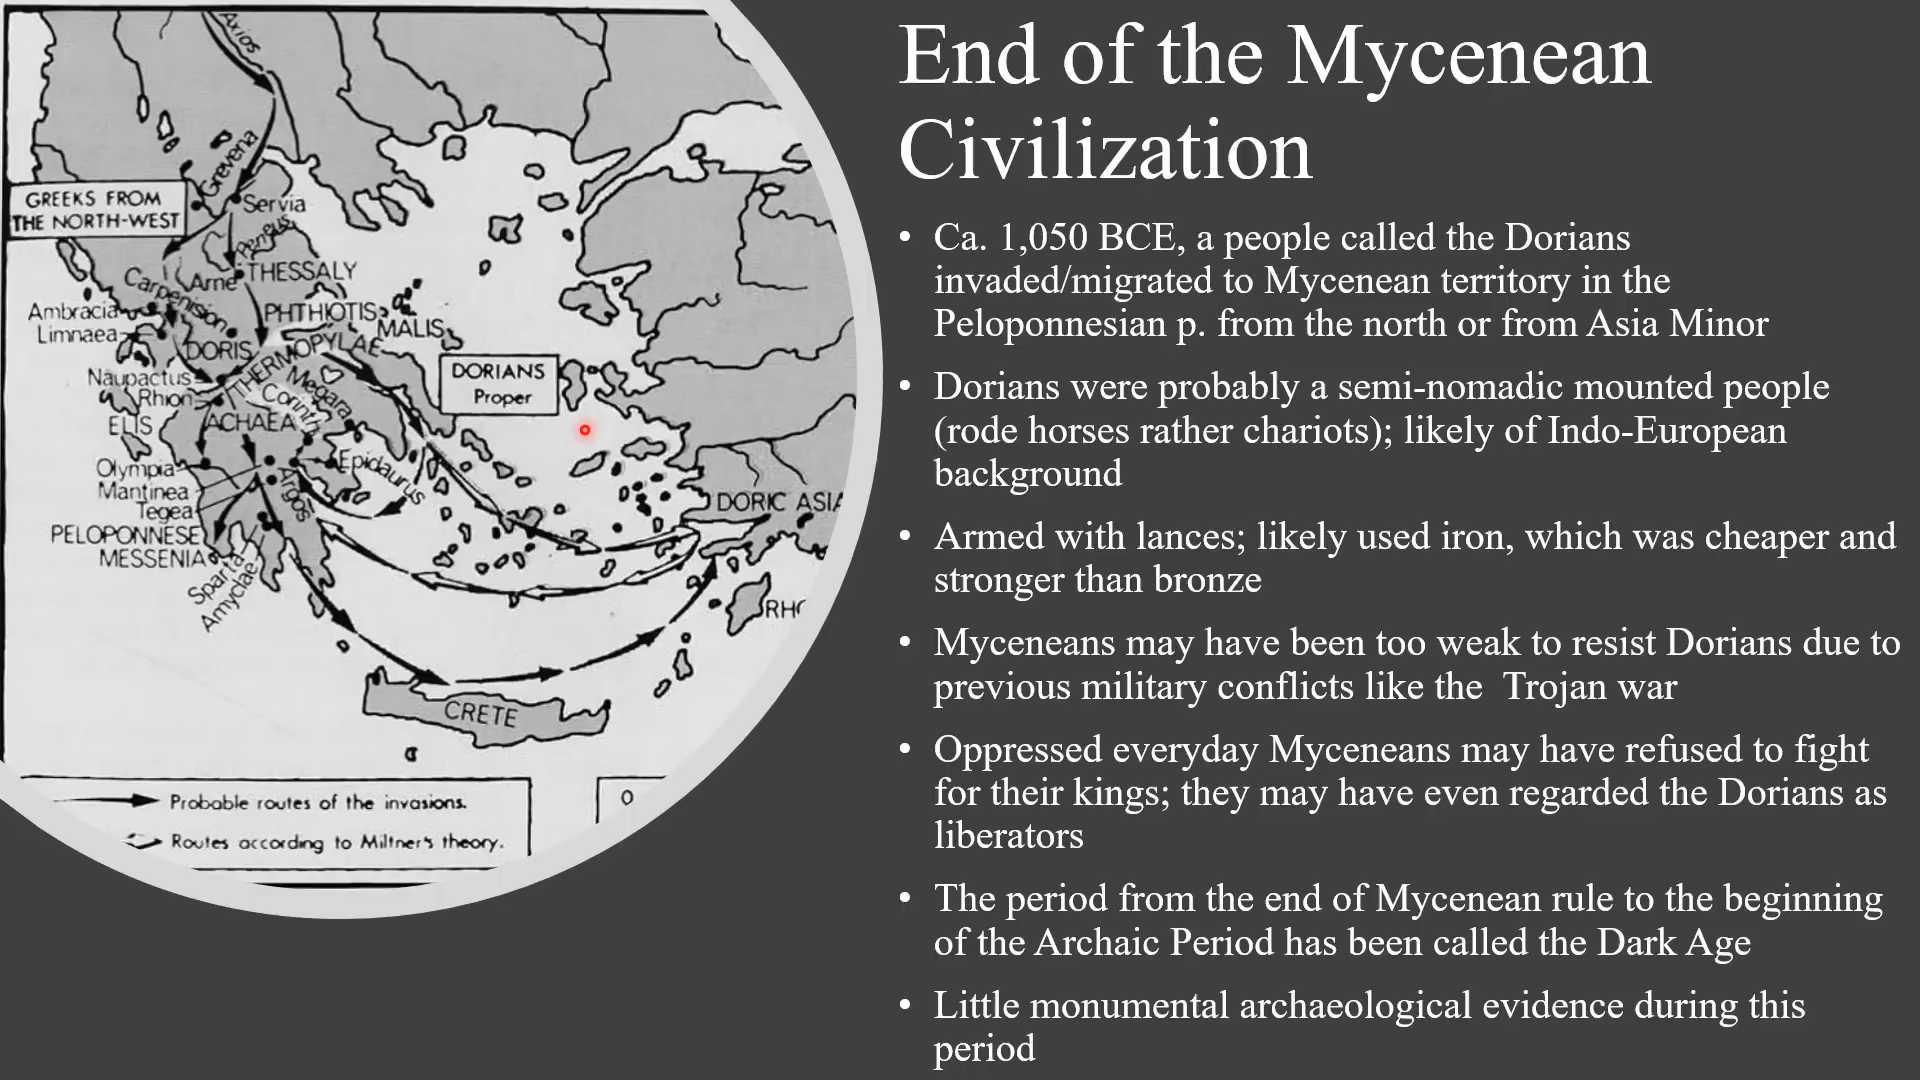 End of the Mycenean
Civilization
• Ca. 1,050 BCE, a people called the Dorians
invaded/migrated to Mycenean territory in the
Peloponnesian p. from the north or from Asia Minor
• Dorians were probably a semi-nomadic mounted people
(rode horses rather chariots); likely of Indo-European
background
• Armed with lances; likely used iron, which was cheaper and
stronger than bronze
• Myceneans may have been too weak to resist Dorians due to
previous military conflicts like the  Trojan war
• Oppressed everyday Myceneans may have refused to fight
for their kings; they may have even regarded the Dorians as
liberators
• The period from the end of Mycenean rule to the beginning
of the Archaic Period has been called the Dark Age
• Little monumental archaeological evidence during this
period
Axios
Grevena
GREEKS FROM
THE NORTH-WEST
Servia
Peneus
THESSALY
Arne
Carpenision
Ambracia
Limnaea
PHTHIOTIS
MALIS
DORIS
THERMOPYLAE
DORIANS
Proper
Naupactus
Rhion
Megara
Corinth
ELIS
ACHAEA
Epidaurus
Olympia
Mantinea
Tegea
Argos
DORIC ASIA
PELOPONNESE
MESSENIA
Sparta
Amyclae
RHO
CRETE
Probable routes of the invasions.
Routes according to Miltner's theory.
0